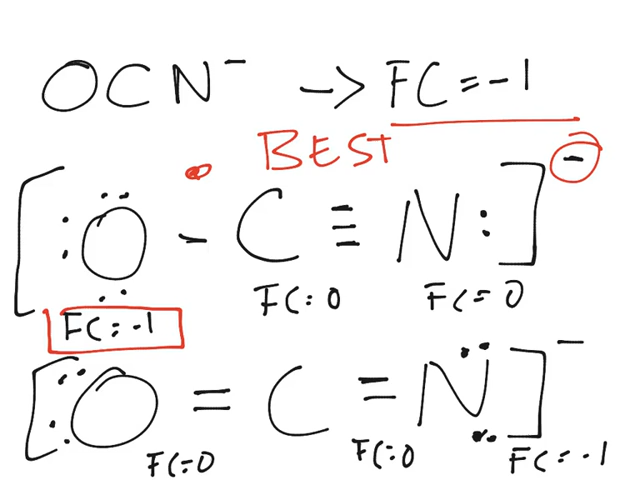 OCN⁻ -> FC=-1
BEST
[:Ö̤-C≡N:]⁻
FC:-1 FC:0 FC=0
[:Ö=C=N̤̈]⁻
FC=0 FC=0 FC=-1